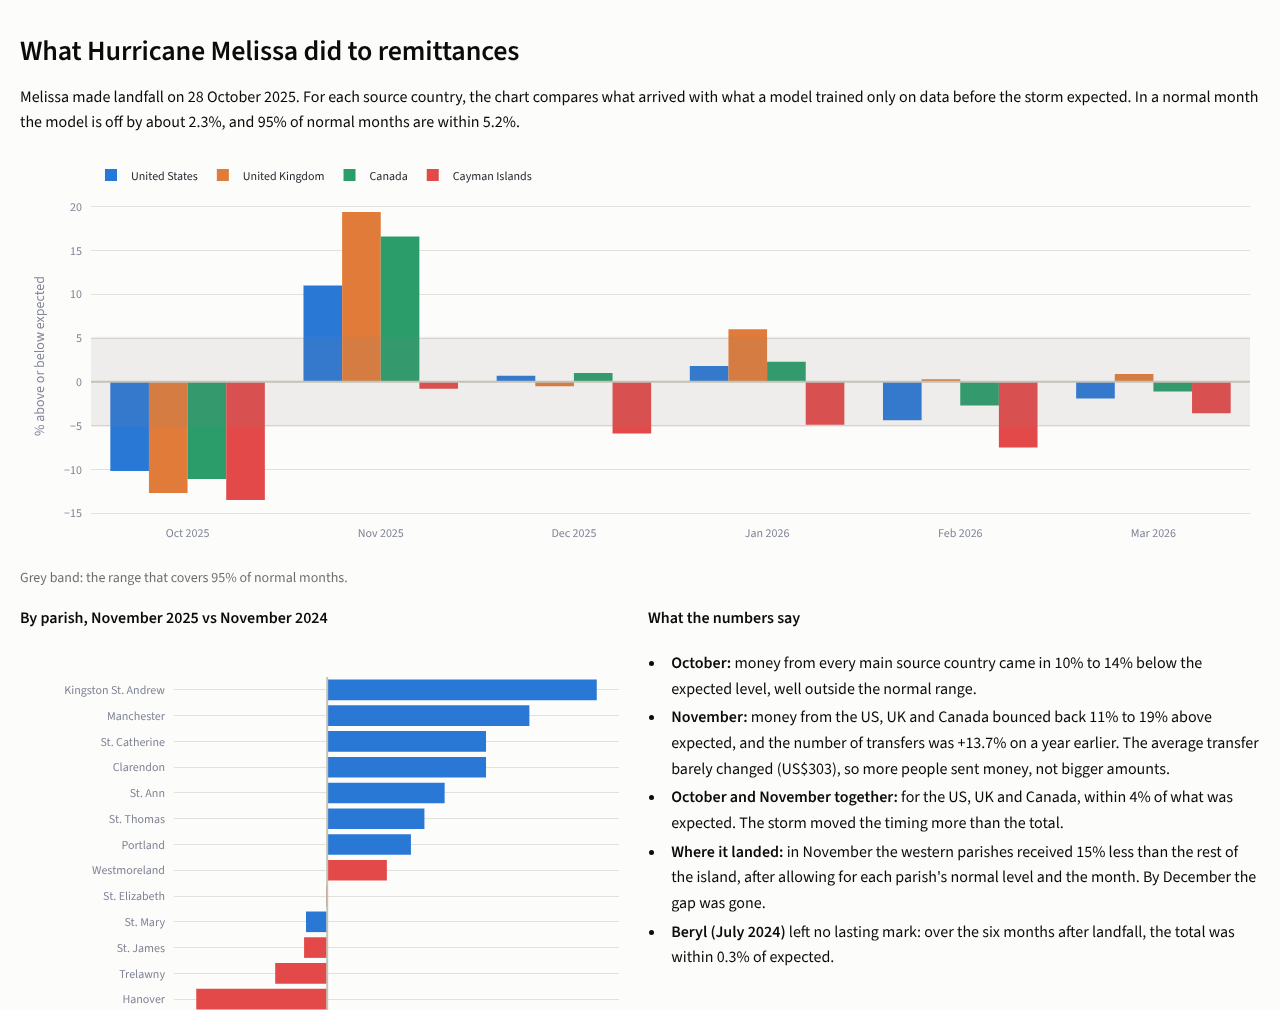 What Hurricane Melissa did to remittances
Melissa made landfall on 28 October 2025. For each source country, the chart compares what arrived with what a model trained only on data before the storm expected. In a normal month
the model is off by about 2.3%, and 95% of normal months are within 5.2%.
United States United Kingdom Canada Cayman Islands
% above or below expected
20
15
10
5
0
−5
−10
−15
Oct 2025 Nov 2025 Dec 2025 Jan 2026 Feb 2026 Mar 2026
Grey band: the range that covers 95% of normal months.
By parish, November 2025 vs November 2024
Kingston St. Andrew
Manchester
St. Catherine
Clarendon
St. Ann
St. Thomas
Portland
Westmoreland
St. Elizabeth
St. Mary
St. James
Trelawny
Hanover
What the numbers say
• October: money from every main source country came in 10% to 14% below the
expected level, well outside the normal range.
• November: money from the US, UK and Canada bounced back 11% to 19% above
expected, and the number of transfers was +13.7% on a year earlier. The average transfer
barely changed (US$303), so more people sent money, not bigger amounts.
• October and November together: for the US, UK and Canada, within 4% of what was
expected. The storm moved the timing more than the total.
• Where it landed: in November the western parishes received 15% less than the rest of
the island, after allowing for each parish's normal level and the month. By December the
gap was gone.
• Beryl (July 2024) left no lasting mark: over the six months after landfall, the total was
within 0.3% of expected.